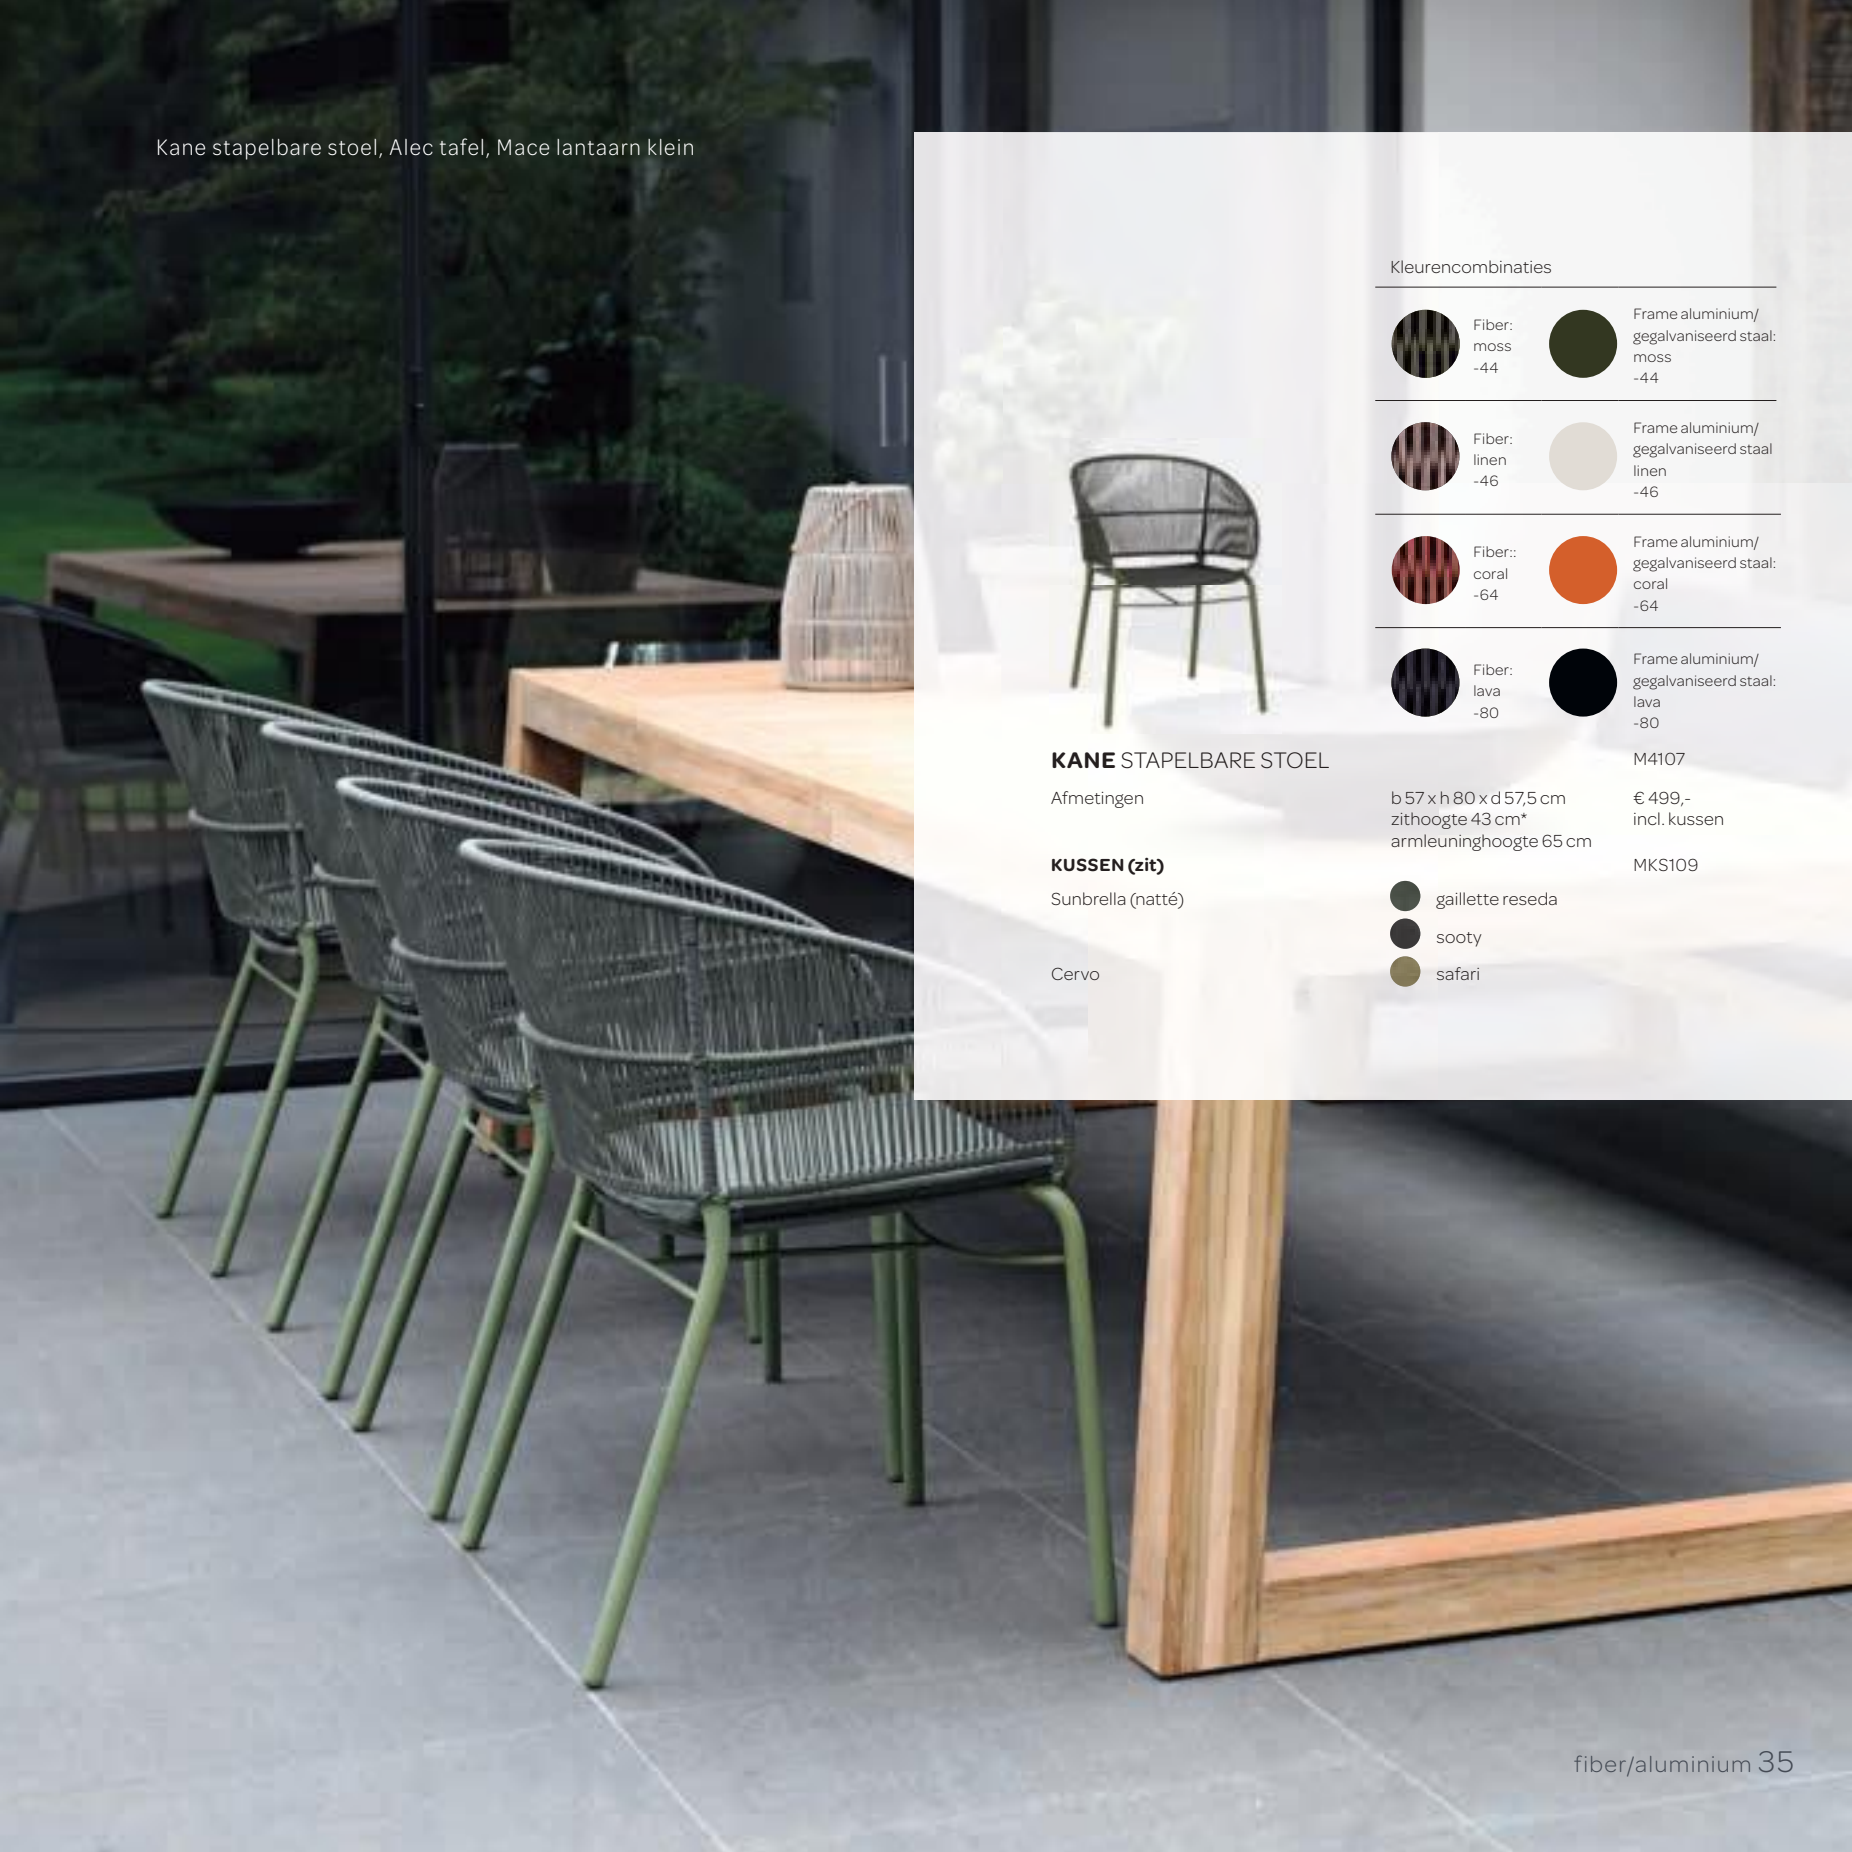 Kane stapelbare stoel, Alec tafel, Mace lantaarn klein
Kleurencombinaties
Fiber:
moss
-44
Frame aluminium/
gegalvaniseerd staal:
moss
-44
Fiber:
linen
-46
Frame aluminium/
gegalvaniseerd staal
linen
-46
Fiber::
coral
-64
Frame aluminium/
gegalvaniseerd staal:
coral
-64
Fiber:
lava
-80
Frame aluminium/
gegalvaniseerd staal:
lava
-80
KANE STAPELBARE STOEL M4107
Afmetingen b 57 x h 80 x d 57,5 cm € 499,-
zithoogte 43 cm* incl. kussen
armleuninghoogte 65 cm
KUSSEN (zit) MKS109
Sunbrella (natté) gaillette reseda
sooty
Cervo safari
fiber/aluminium 35